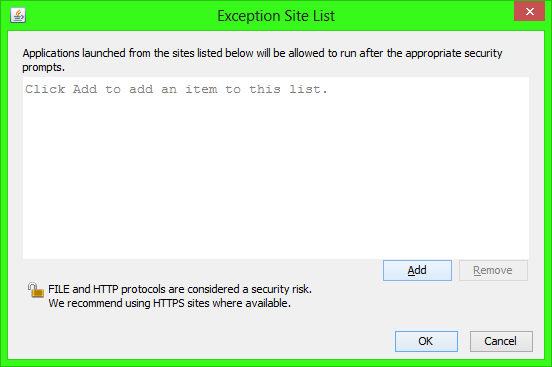 Exception Site List
Applications launched from the sites listed below will be allowed to run after the appropriate security
prompts.
Click Add to add an item to this list.
Add
Remove
FILE and HTTP protocols are considered a security risk.
We recommend using HTTPS sites where available.
OK
Cancel